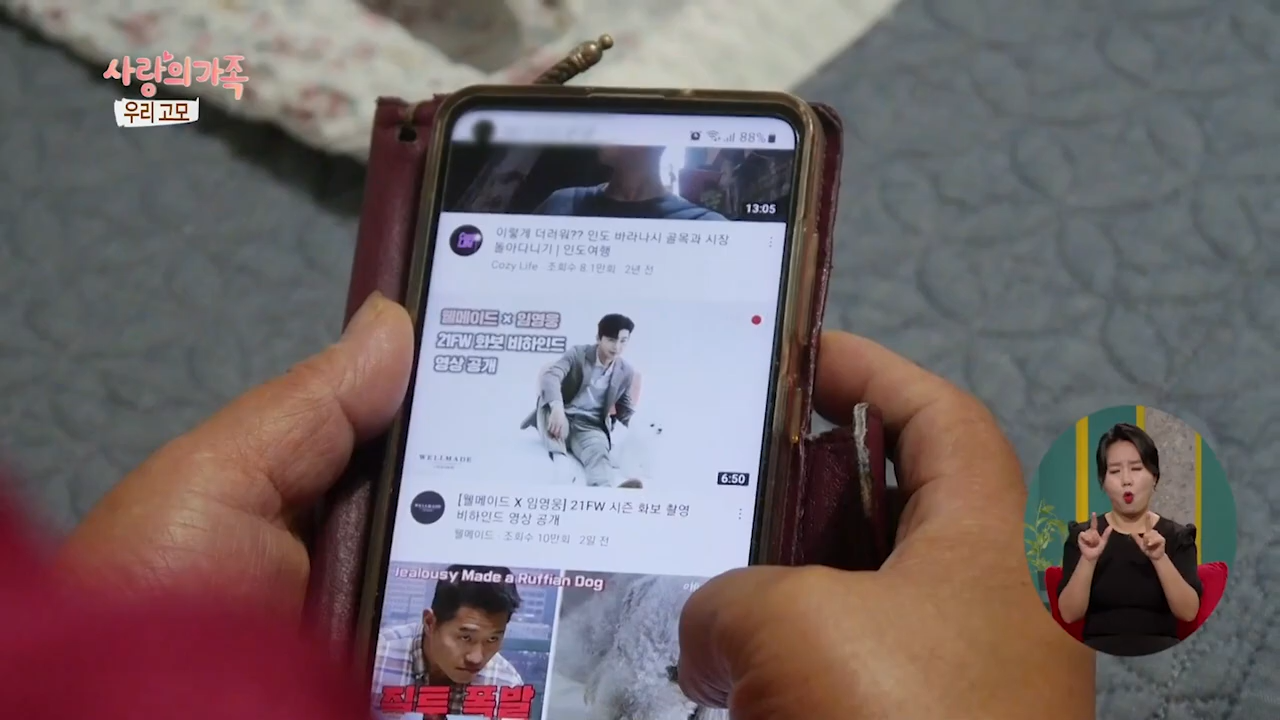 사랑의 가족
우리 고모
88%
13:05
이렇게 더러워?? 인도 바라나시 골목과 시장
돌아다니기 | 인도여행
Cozy Life 조회수 8.1만회 2년 전
웰메이드 x 임영웅
21FW 화보 비하인드
영상 공개
WELLMADE
6:50
[웰메이드 X 임영웅] 21FW 시즌 화보 촬영
비하인드 영상 공개
웰메이드 조회수 10만회 2일 전
Jealousy Made a Ruffian Dog
질투 폭발